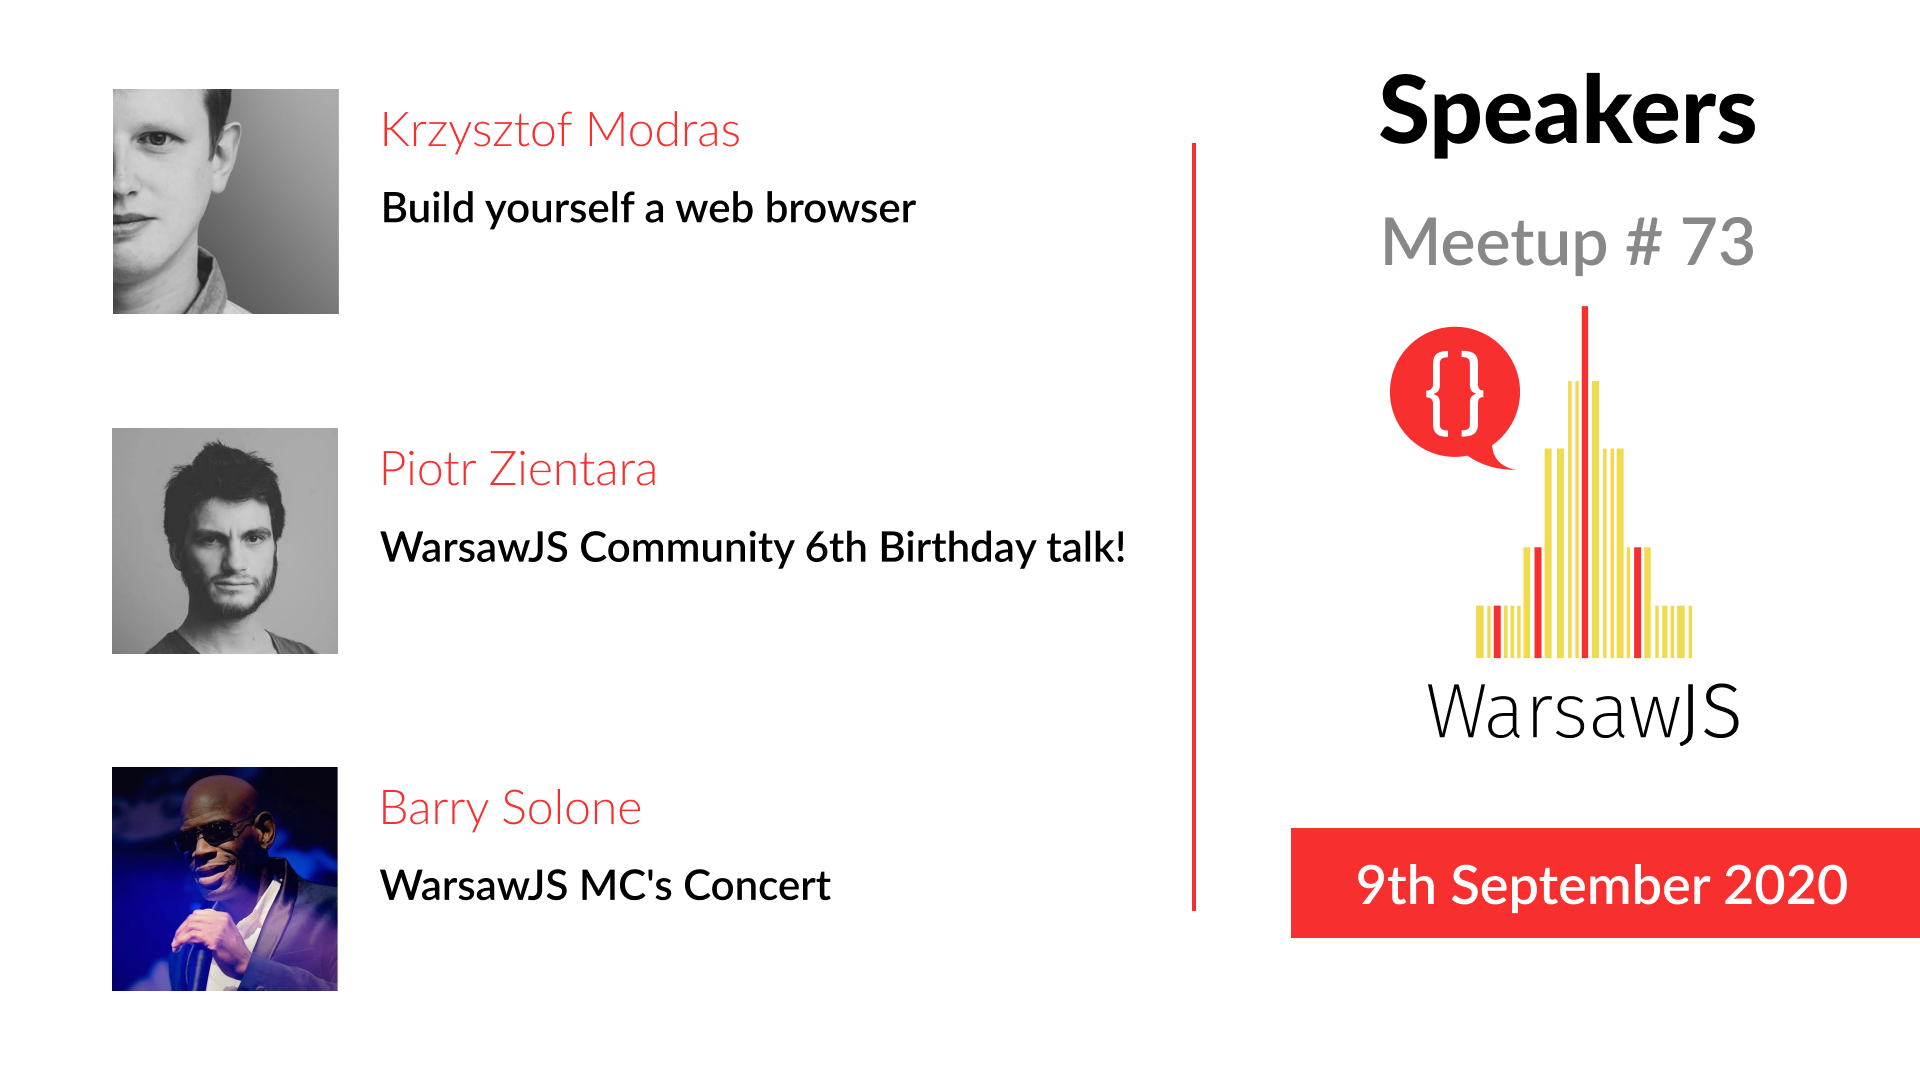 Krzysztof Modras
Build yourself a web browser
Piotr Zientara
WarsawJS Community 6th Birthday talk!
Barry Solone
WarsawJS MC's Concert
Speakers
Meetup # 73
{}
WarsawJS
9th September 2020